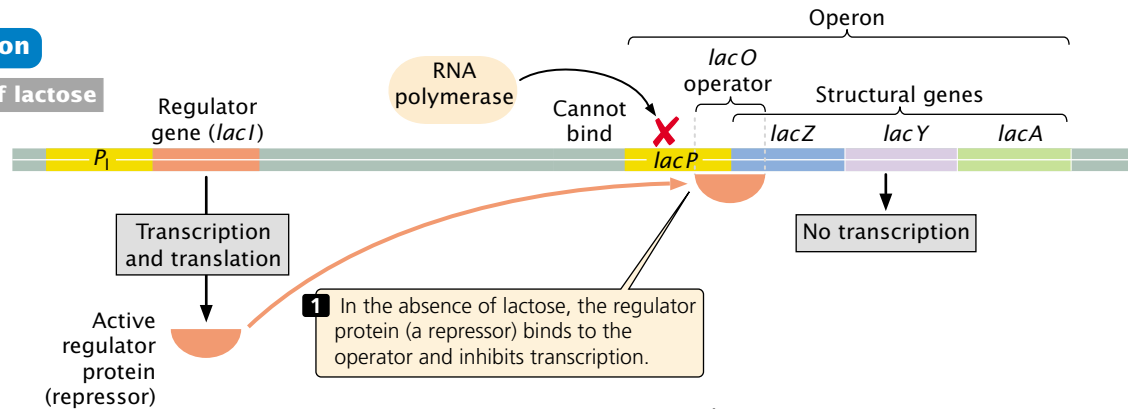 on
f lactose
Operon
RNA
polymerase
lacO
operator
Cannot
bind
Structural genes
Regulator
gene (lacI)
lacZ
lacY
lacA
PI
lacP
Transcription
and translation
No transcription
1 In the absence of lactose, the regulator
protein (a repressor) binds to the
operator and inhibits transcription.
Active
regulator
protein
(repressor)